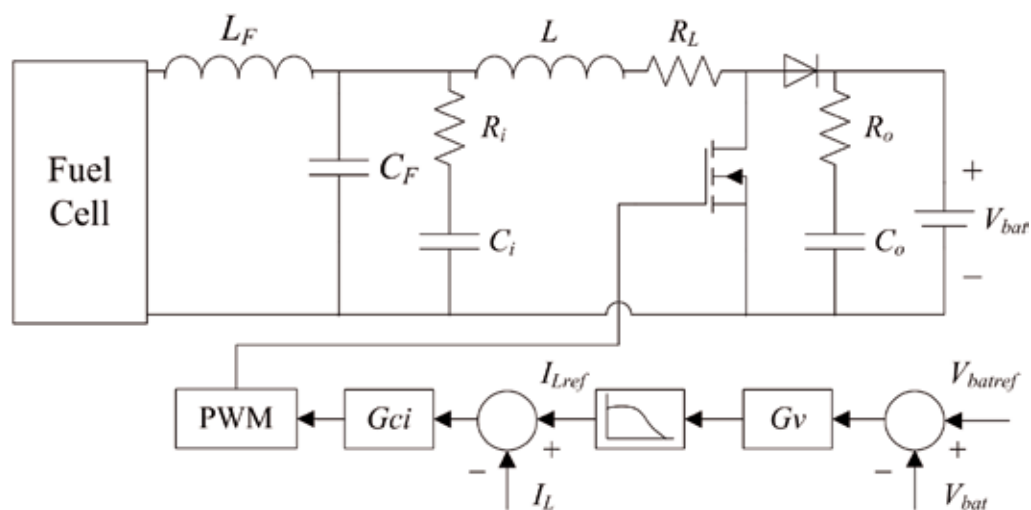 L_F
L
R_L
Fuel
Cell
C_F
R_i
C_i
R_o
C_o
+
V_bat
−
I_Lref
V_batref
PWM
Gci
+
−
I_L
Gv
+
−
V_bat